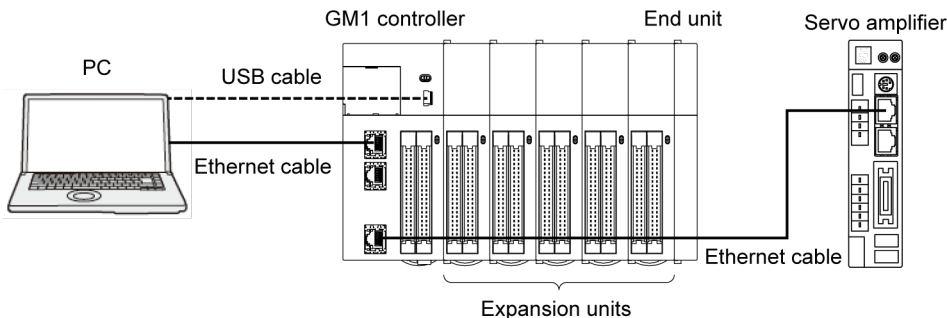 GM1 controller
End unit
Servo amplifier
PC
USB cable
Ethernet cable
Ethernet cable
Expansion units